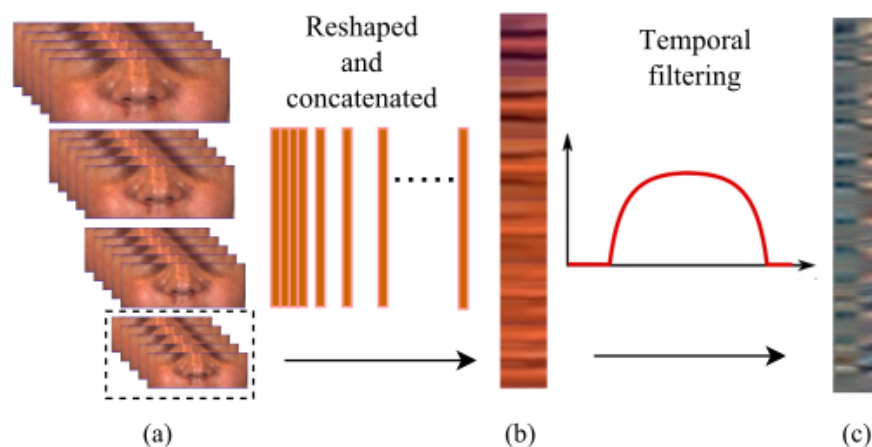 Reshaped
and
concatenated
Temporal
filtering
(a)
(b)
(c)